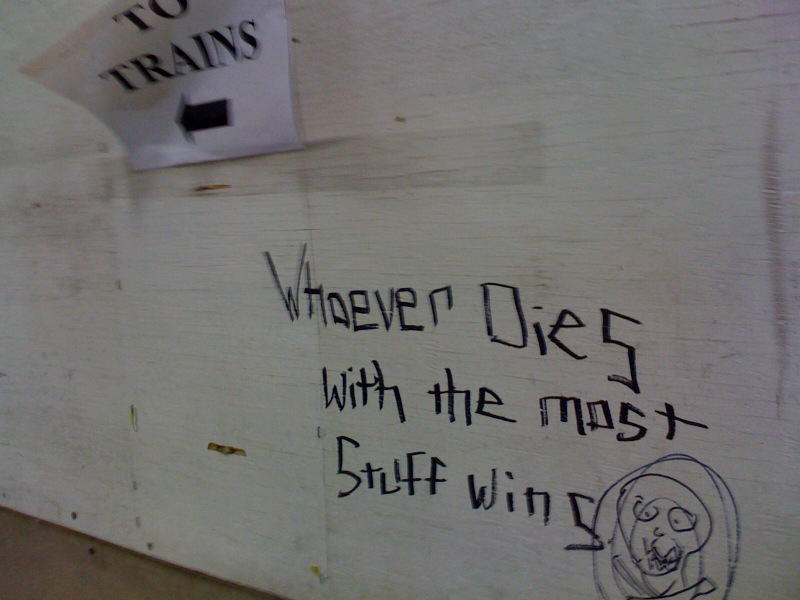 TO
TRAINS
Whoever Dies
with the most
Stuff wins